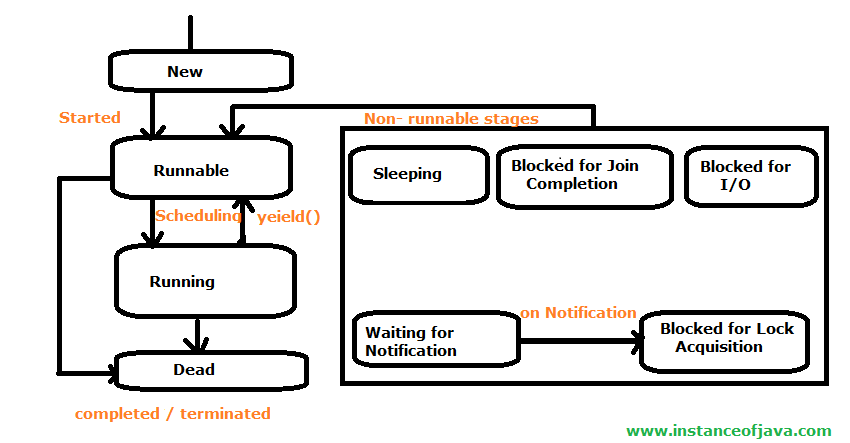 New
Started
Non- runnable stages
Runnable
Sleeping
Blocked for Join
Completion
Blocked for
I/O
Scheduling
yeield()
Running
on Notification
Waiting for
Notification
Blocked for Lock
Acquisition
Dead
completed / terminated
www.instanceofjava.com